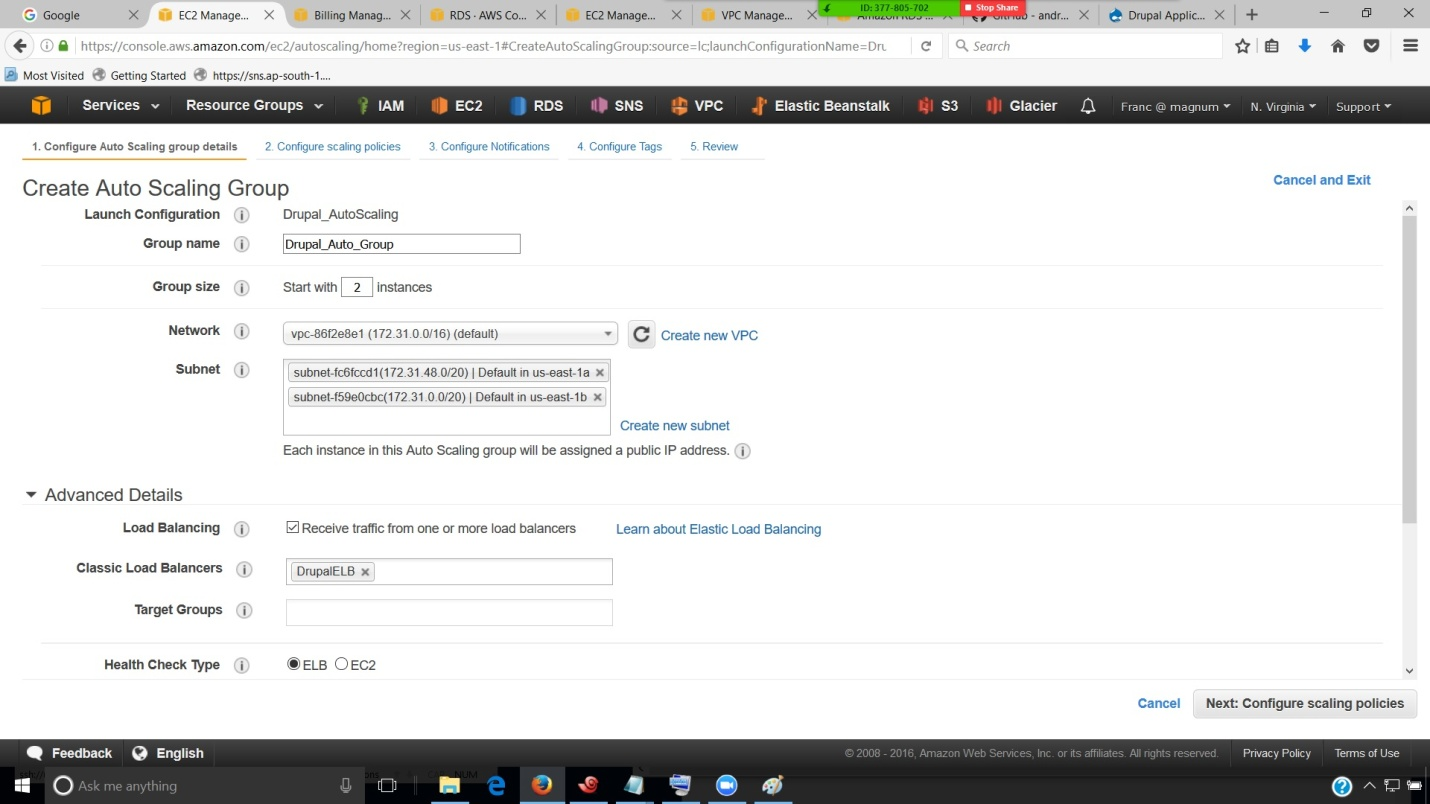 Google
EC2 Manage...
Billing Manag...
RDS · AWS Co...
EC2 Manage...
VPC Manage...
ID: 377-805-702
Stop Share
Drupal Applic...
https://console.aws.amazon.com/ec2/autoscaling/home?region=us-east-1#CreateAutoScalingGroup:source=lc;launchConfigurationName=Dru
Search
Most Visited
Getting Started
https://sns.ap-south-1....
Services
Resource Groups
IAM
EC2
RDS
SNS
VPC
Elastic Beanstalk
S3
Glacier
Franc @ magnum
N. Virginia
Support
1. Configure Auto Scaling group details
2. Configure scaling policies
3. Configure Notifications
4. Configure Tags
5. Review
Create Auto Scaling Group
Cancel and Exit
Launch Configuration
Drupal_AutoScaling
Group name
Drupal_Auto_Group
Group size
Start with 2 instances
Network
vpc-86f2e8e1 (172.31.0.0/16) (default)
Create new VPC
Subnet
subnet-fc6fccd1(172.31.48.0/20) | Default in us-east-1a
subnet-f59e0cbc(172.31.0.0/20) | Default in us-east-1b
Create new subnet
Each instance in this Auto Scaling group will be assigned a public IP address.
Advanced Details
Load Balancing
Receive traffic from one or more load balancers
Learn about Elastic Load Balancing
Classic Load Balancers
DrupalELB
Target Groups
Health Check Type
ELB
EC2
Cancel
Next: Configure scaling policies
Feedback
English
© 2008 - 2016, Amazon Web Services, Inc. or its affiliates. All rights reserved.
Privacy Policy
Terms of Use
Ask me anything
NUM